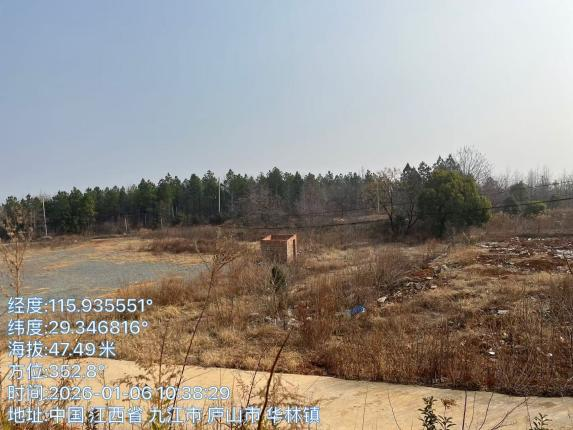 经度:115.935551°
纬度:29.346816°
海拔:47.49 米
方位:352.8°
时间:2026-01-06 10:38:29
地址:中国 江西省 九江市 庐山市 华林镇